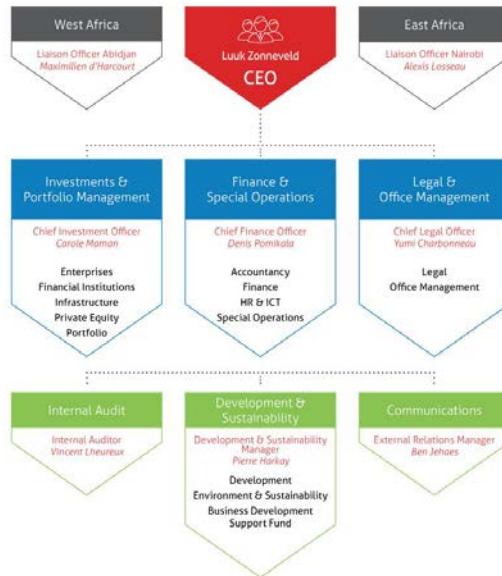 West Africa
Liaison Officer Abidjan
Maximilien d'Harcourt
Luuk Zonneveld
CEO
East Africa
Liaison Officer Nairobi
Alexis Losseau
Investments &
Portfolio Management
Chief Investment Officer
Carole Maman
Enterprises
Financial Institutions
Infrastructure
Private Equity
Portfolio
Finance &
Special Operations
Chief Finance Officer
Denis Pomikala
Accountancy
Finance
HR & ICT
Special Operations
Legal &
Office Management
Chief Legal Officer
Yumi Charbonneau
Legal
Office Management
Internal Audit
Internal Auditor
Vincent Lheureux
Development &
Sustainability
Development & Sustainability
Manager
Pierre Harkay
Development
Environment & Sustainability
Business Development
Support Fund
Communications
External Relations Manager
Ben Jehaes